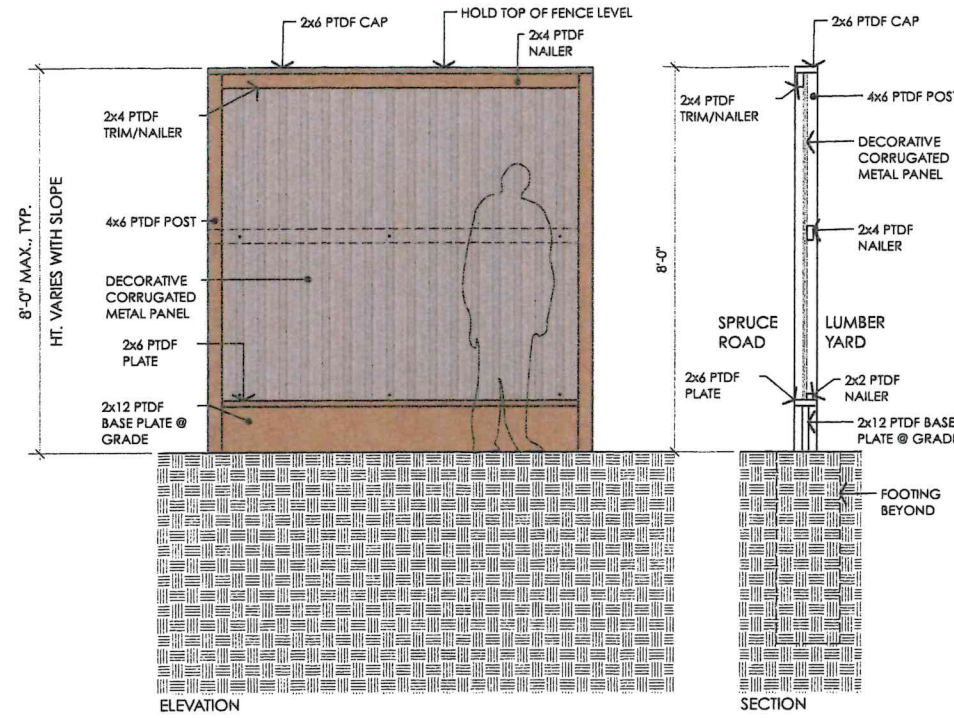 2x6 PTDF CAP
HOLD TOP OF FENCE LEVEL
2x4 PTDF
NAILER
2x4 PTDF
TRIM/NAILER
8'-0" MAX., TYP.
HT. VARIES WITH SLOPE
4x6 PTDF POST
DECORATIVE
CORRUGATED
METAL PANEL
2x6 PTDF
PLATE
2x12 PTDF
BASE PLATE @
GRADE
ELEVATION
2x6 PTDF CAP
2x4 PTDF
TRIM/NAILER
4x6 PTDF POST
DECORATIVE
CORRUGATED
METAL PANEL
8'-0"
2x4 PTDF
NAILER
SPRUCE
ROAD
LUMBER
YARD
2x6 PTDF
PLATE
2x2 PTDF
NAILER
2x12 PTDF BASE
PLATE @ GRADE
FOOTING
BEYOND
SECTION